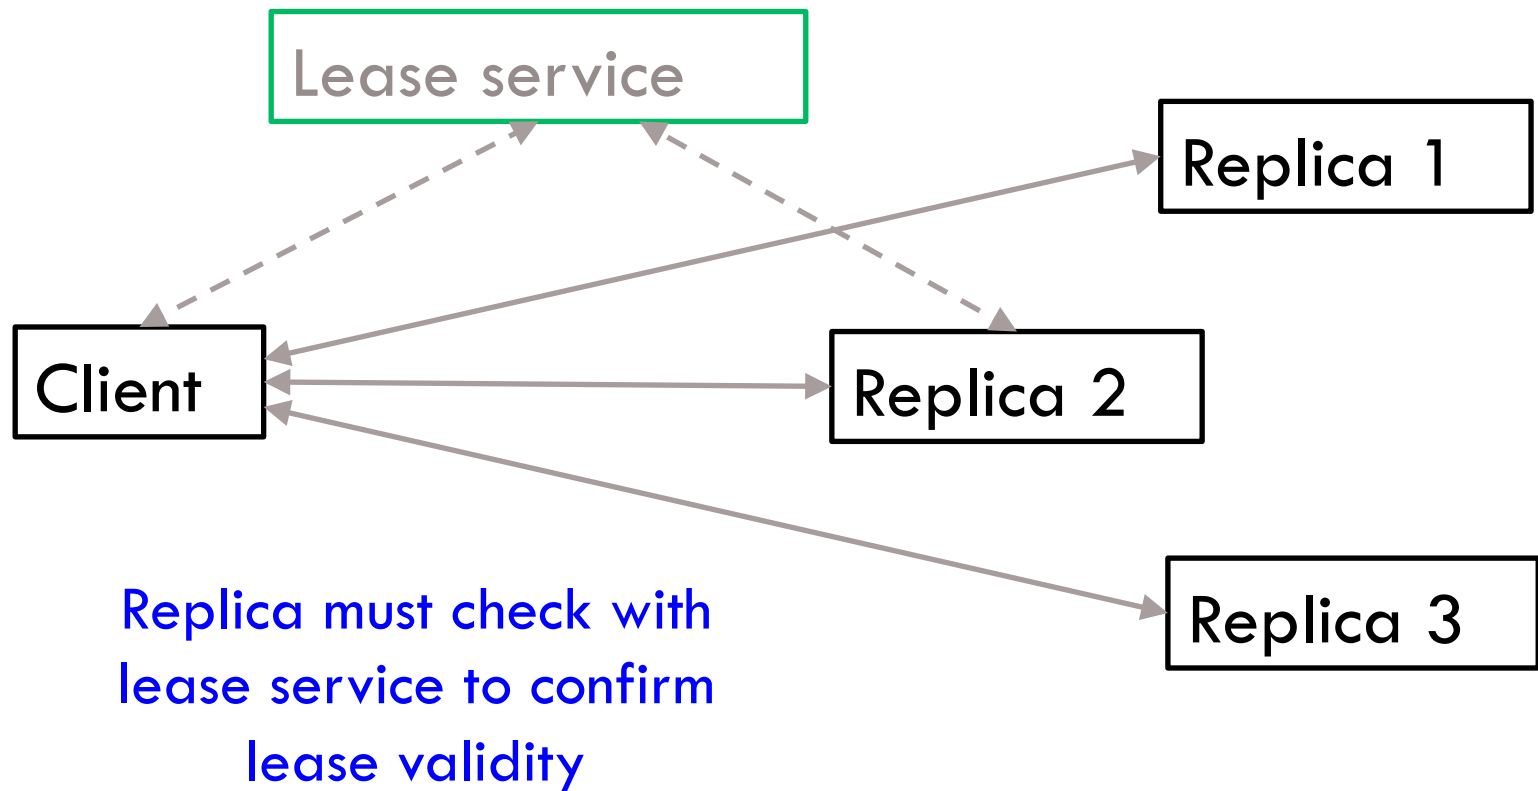 Lease service
Replica 1
Client
Replica 2
Replica 3
Replica must check with
lease service to confirm
lease validity